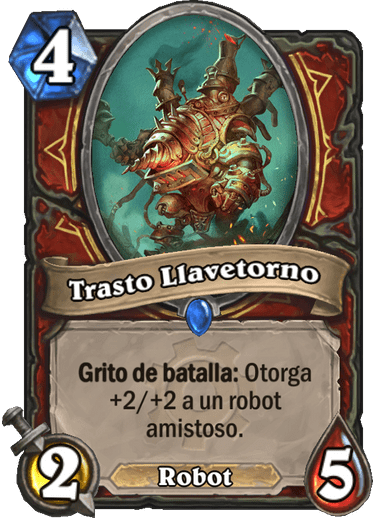 4
Trasto Llavetorno
Grito de batalla: Otorga
+2/+2 a un robot
amistoso.
2
Robot
5